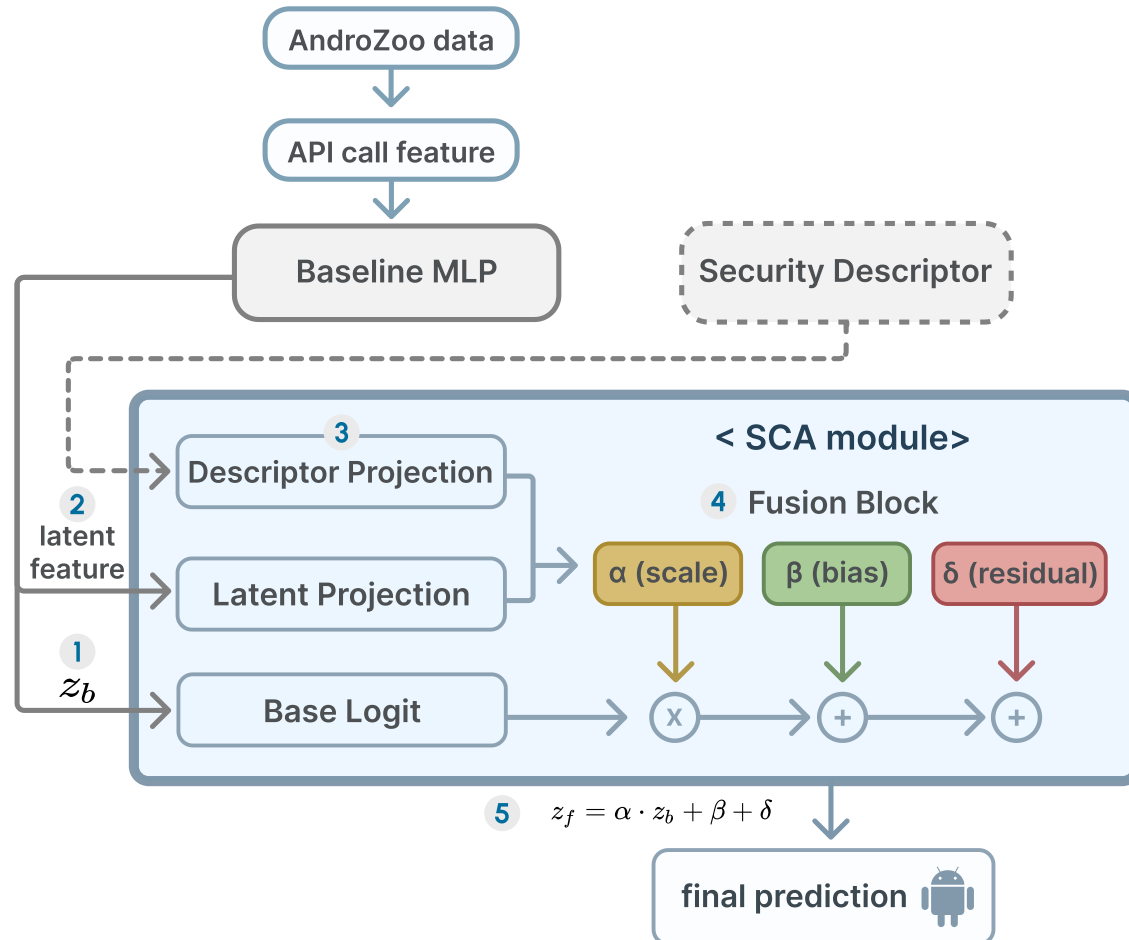 AndroZoo data
API call feature
Baseline MLP
Security Descriptor
< SCA module>
3
Descriptor Projection
2
latent
feature
4 Fusion Block
α (scale)
β (bias)
δ (residual)
Latent Projection
1
z_b
Base Logit
x
+
+
5 z_f = α · z_b + β + δ
final prediction